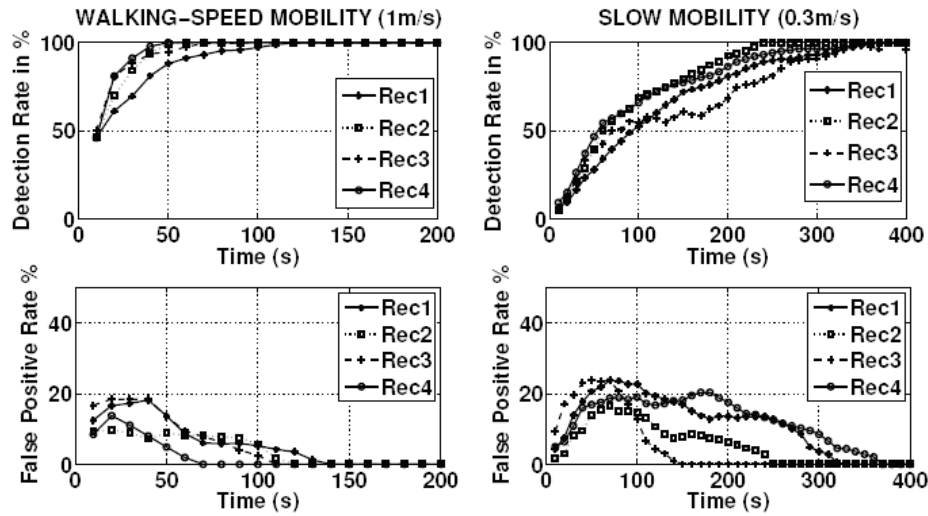 WALKING–SPEED MOBILITY (1m/s)
Detection Rate in %
100
50
0
0 50 100 150 200
Time (s)
Rec1
Rec2
Rec3
Rec4
SLOW MOBILITY (0.3m/s)
Detection Rate in %
100
50
0
0 100 200 300 400
Time (s)
Rec1
Rec2
Rec3
Rec4
False Positive Rate %
40
20
0
0 50 100 150 200
Time (s)
Rec1
Rec2
Rec3
Rec4
False Positive Rate %
40
20
0
0 100 200 300 400
Time (s)
Rec1
Rec2
Rec3
Rec4